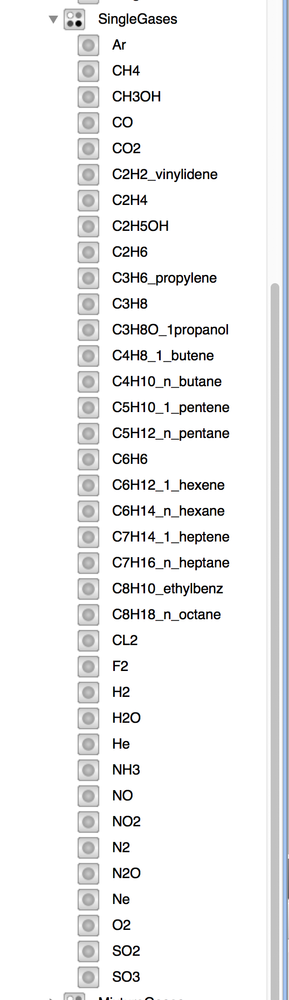 SingleGases
Ar
CH4
CH3OH
CO
CO2
C2H2_vinylidene
C2H4
C2H5OH
C2H6
C3H6_propylene
C3H8
C3H8O_1propanol
C4H8_1_butene
C4H10_n_butane
C5H10_1_pentene
C5H12_n_pentane
C6H6
C6H12_1_hexene
C6H14_n_hexane
C7H14_1_heptene
C7H16_n_heptane
C8H10_ethylbenz
C8H18_n_octane
CL2
F2
H2
H2O
He
NH3
NO
NO2
N2
N2O
Ne
O2
SO2
SO3